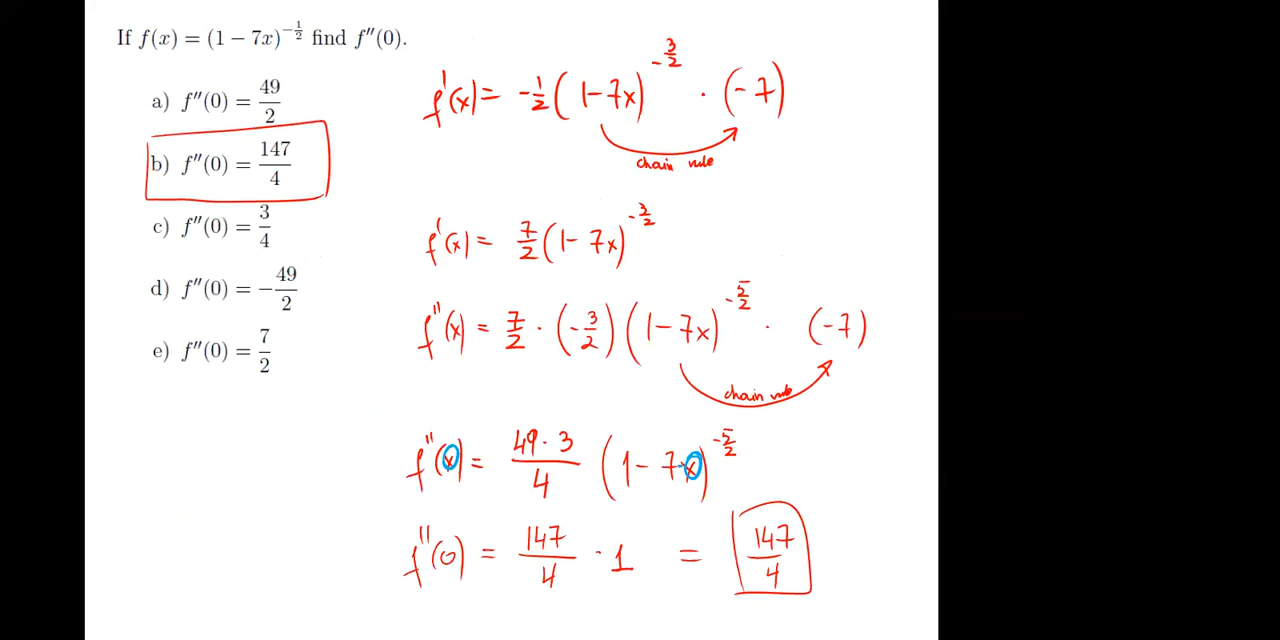 If f(x) = (1 − 7x)^{−1/2} find f''(0).
a) f''(0) = 49/2
b) f''(0) = 147/4
c) f''(0) = 3/4
d) f''(0) = −49/2
e) f''(0) = 7/2
f'(x) = -1/2 (1-7x)^{-3/2} · (-7)
chain rule
f'(x) = 7/2 (1-7x)^{-3/2}
f''(x) = 7/2 · (-3/2) (1-7x)^{-5/2} · (-7)
chain rule
f''(x) = 49·3/4 (1-7·x)^{-5/2}
f''(0) = 147/4 · 1 = 147/4